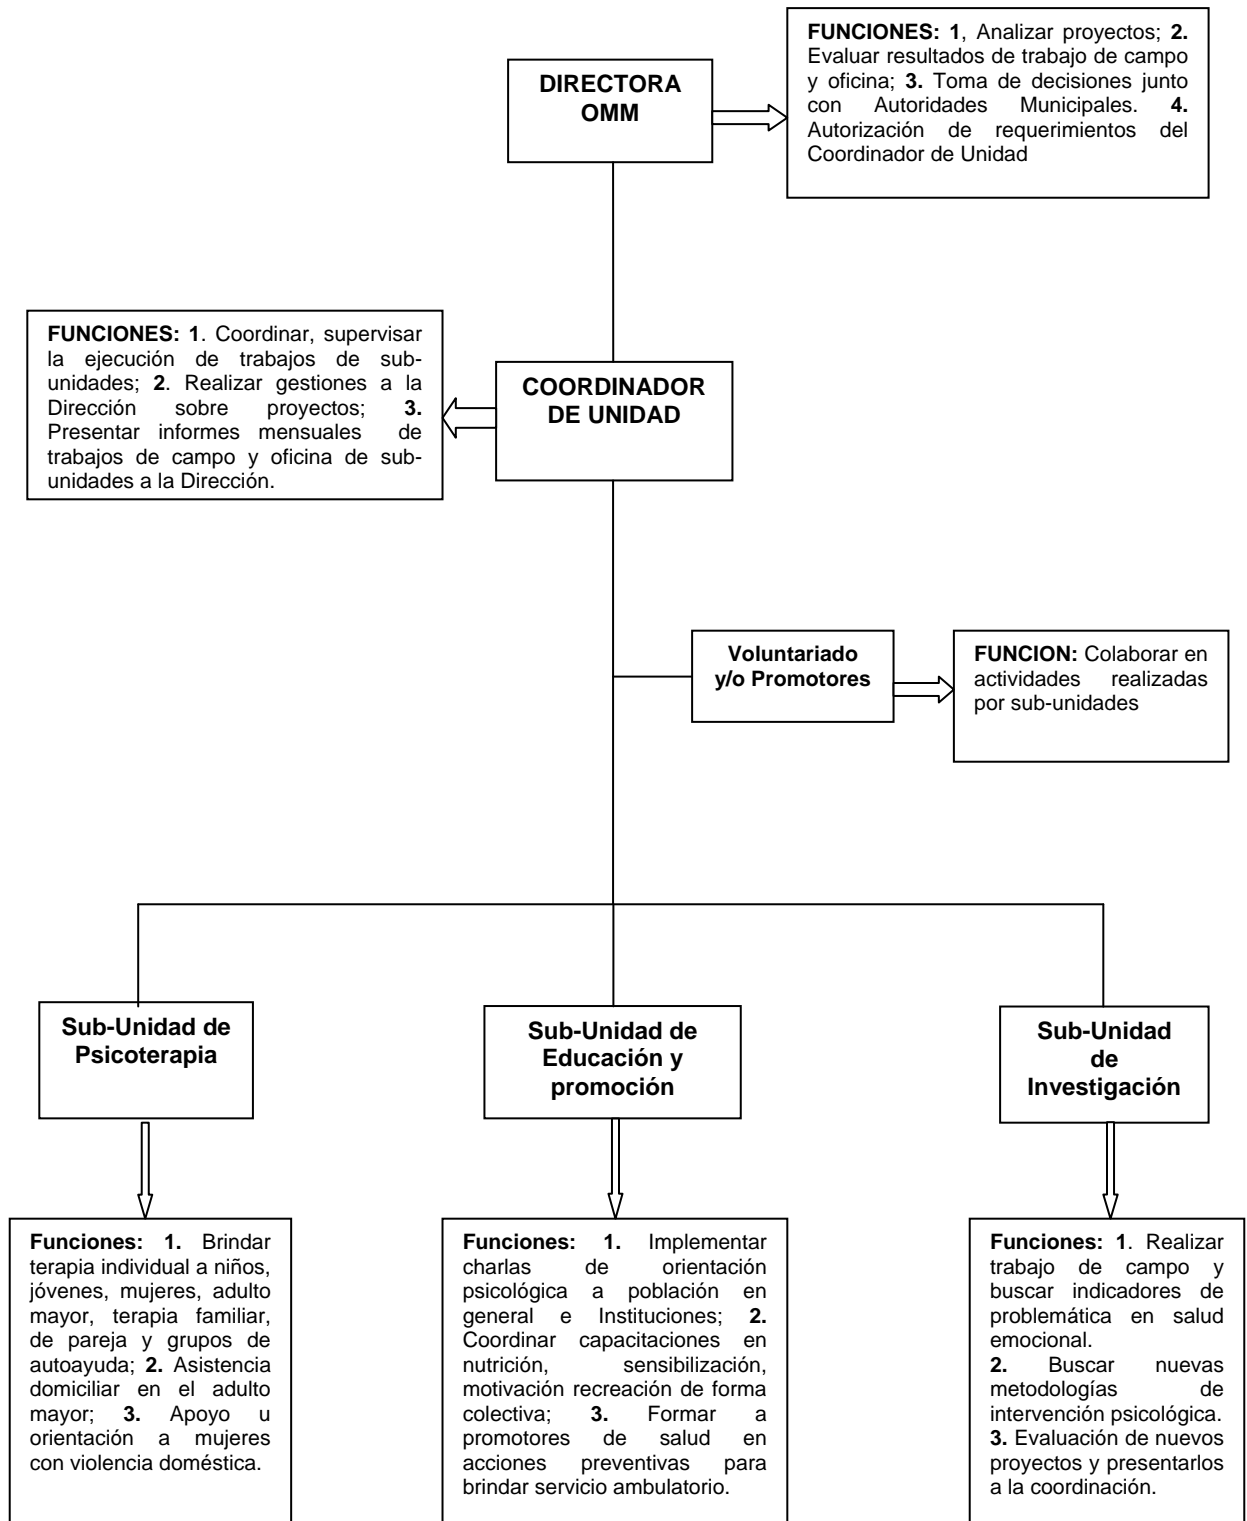 DIRECTORA
OMM
FUNCIONES: 1, Analizar proyectos; 2.
Evaluar resultados de trabajo de campo
y oficina; 3. Toma de decisiones junto
con Autoridades Municipales. 4.
Autorización de requerimientos del
Coordinador de Unidad
FUNCIONES: 1. Coordinar, supervisar
la ejecución de trabajos de sub-
unidades; 2. Realizar gestiones a la
Dirección sobre proyectos; 3.
Presentar informes mensuales de
trabajos de campo y oficina de sub-
unidades a la Dirección.
COORDINADOR
DE UNIDAD
Voluntariado
y/o Promotores
FUNCION: Colaborar en
actividades realizadas
por sub-unidades
Sub-Unidad de
Psicoterapia
Sub-Unidad de
Educación y
promoción
Sub-Unidad
de
Investigación
Funciones: 1. Brindar
terapia individual a niños,
jóvenes, mujeres, adulto
mayor, terapia familiar,
de pareja y grupos de
autoayuda; 2. Asistencia
domiciliar en el adulto
mayor; 3. Apoyo u
orientación a mujeres
con violencia doméstica.
Funciones: 1. Implementar
charlas de orientación
psicológica a población en
general e Instituciones; 2.
Coordinar capacitaciones en
nutrición, sensibilización,
motivación recreación de forma
colectiva; 3. Formar a
promotores de salud en
acciones preventivas para
brindar servicio ambulatorio.
Funciones: 1. Realizar
trabajo de campo y
buscar indicadores de
problemática en salud
emocional.
2. Buscar nuevas
metodologías de
intervención psicológica.
3. Evaluación de nuevos
proyectos y presentarlos
a la coordinación.